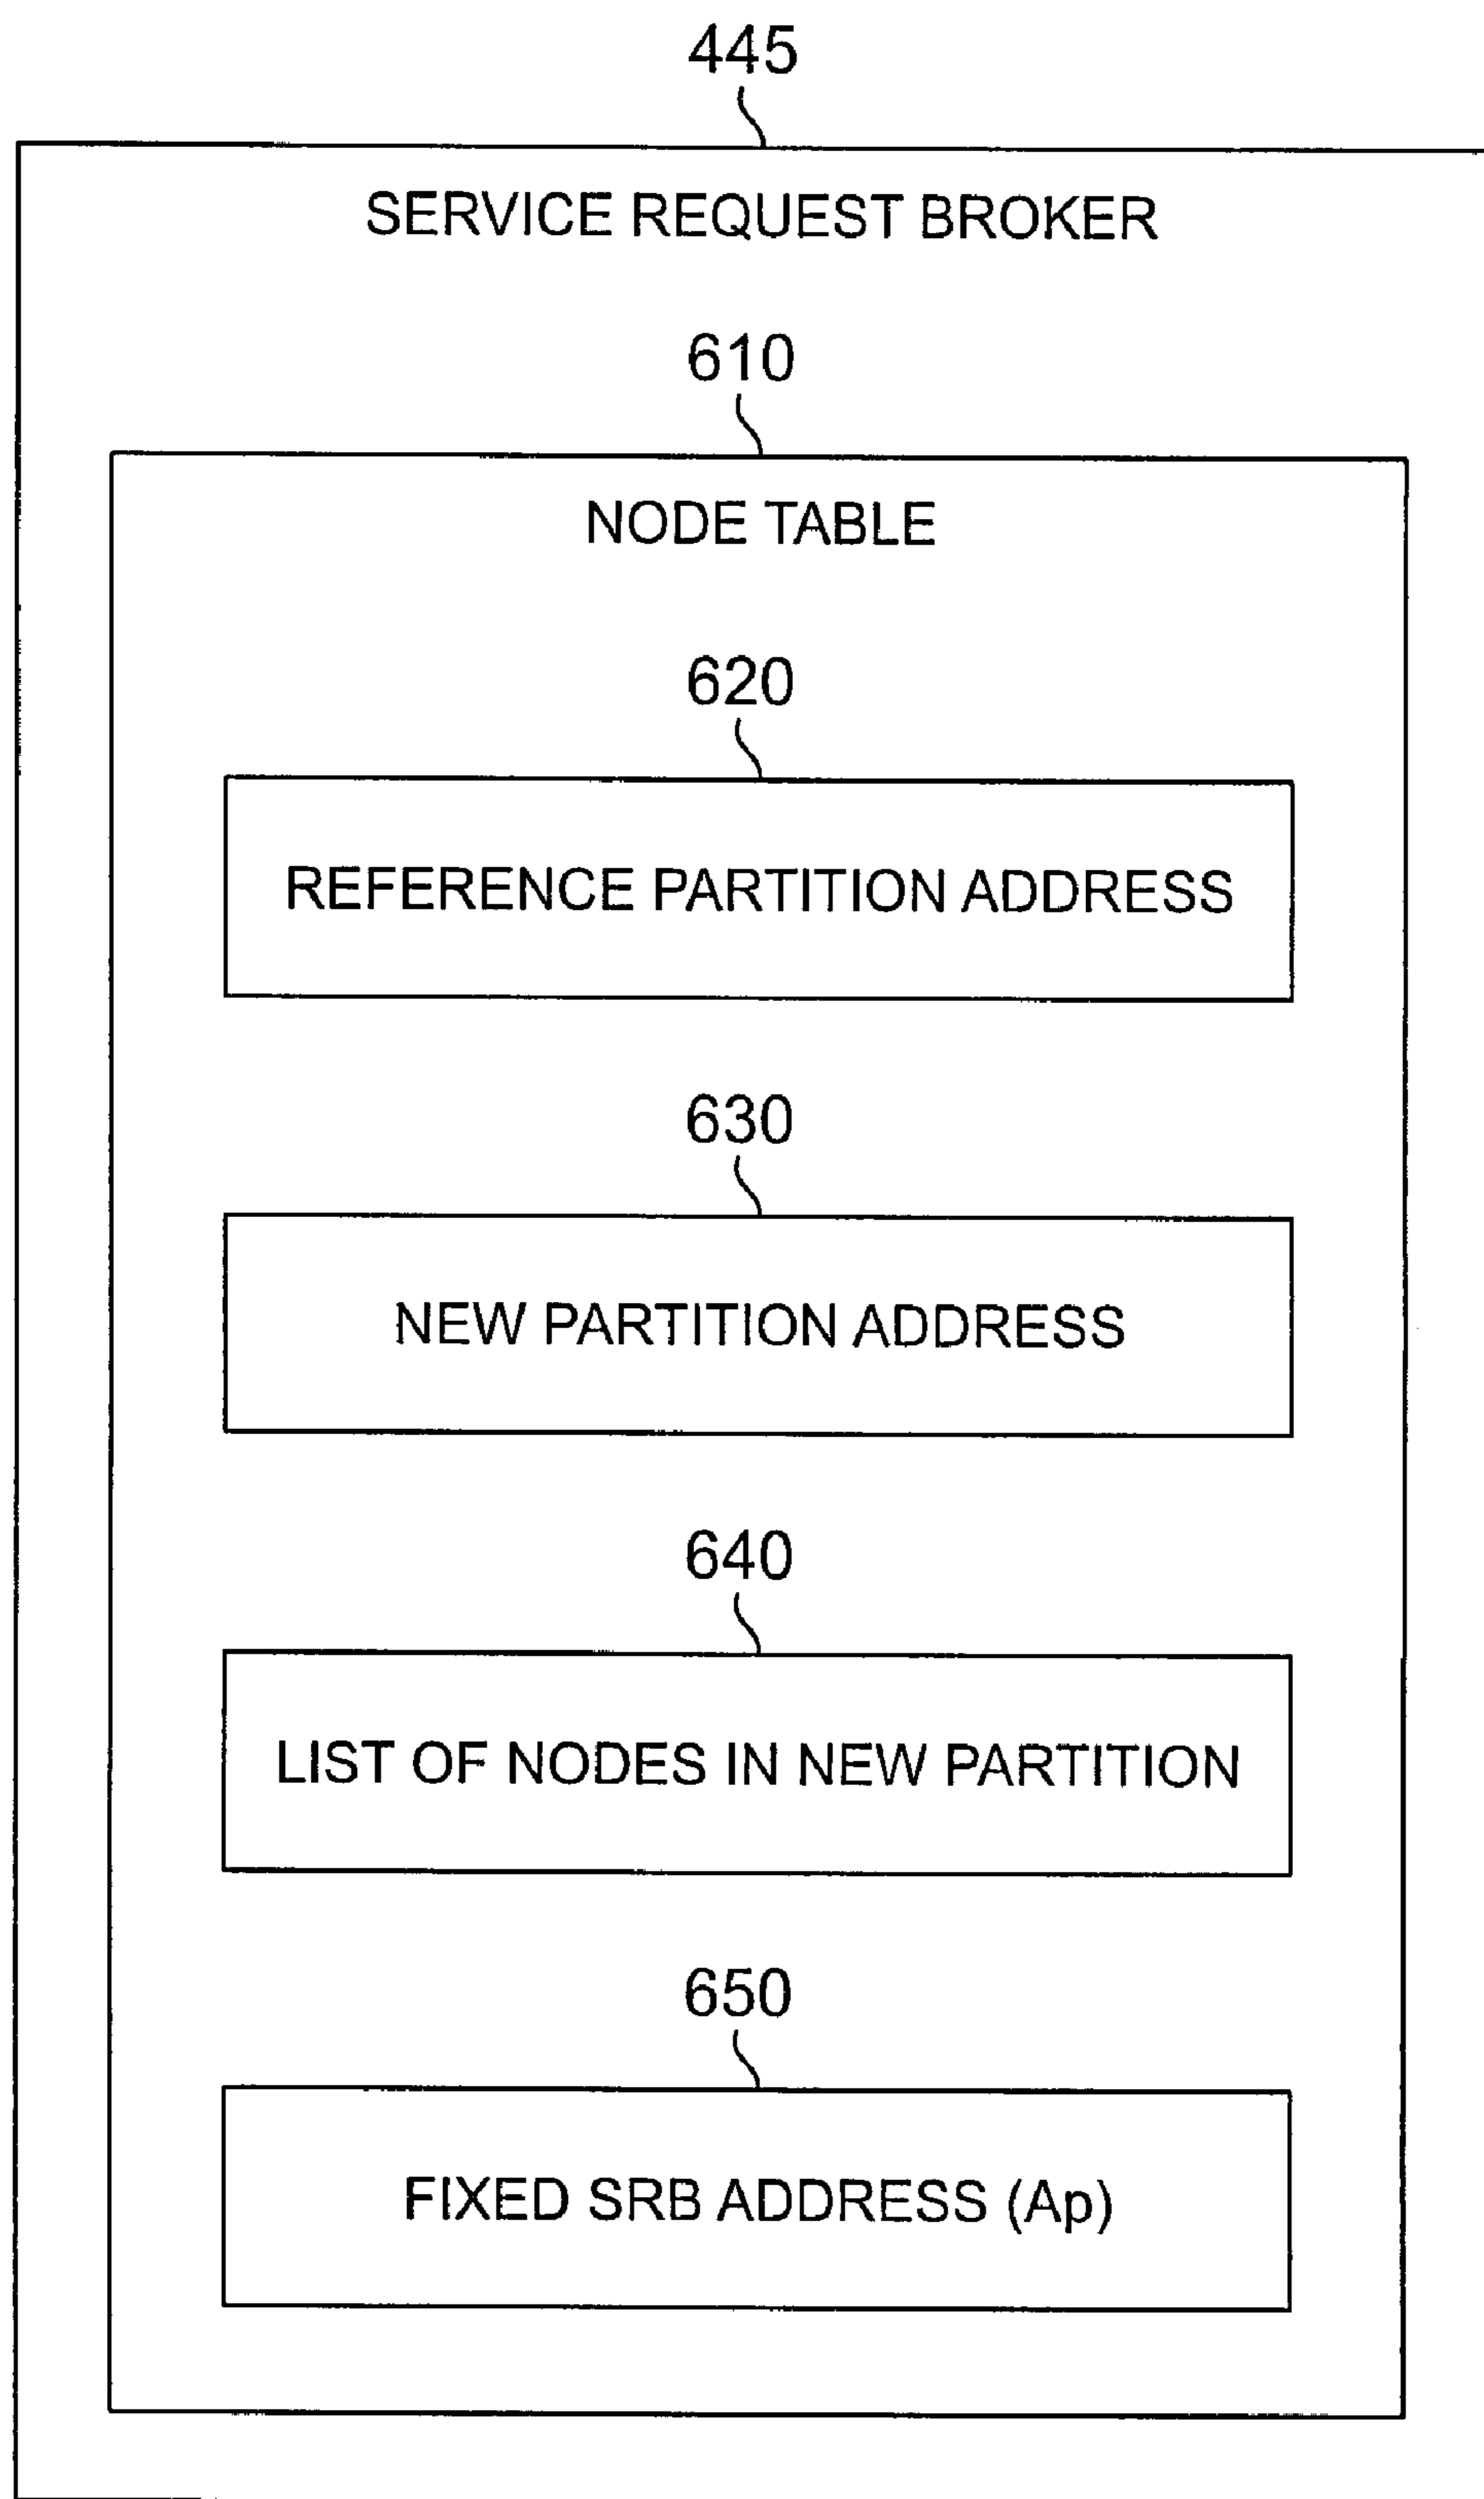 445
SERVICE REQUEST BROKER
610
NODE TABLE
620
REFERENCE PARTITION ADDRESS
630
NEW PARTITION ADDRESS
640
LIST OF NODES IN NEW PARTITION
650
FIXED SRB ADDRESS (Ap)